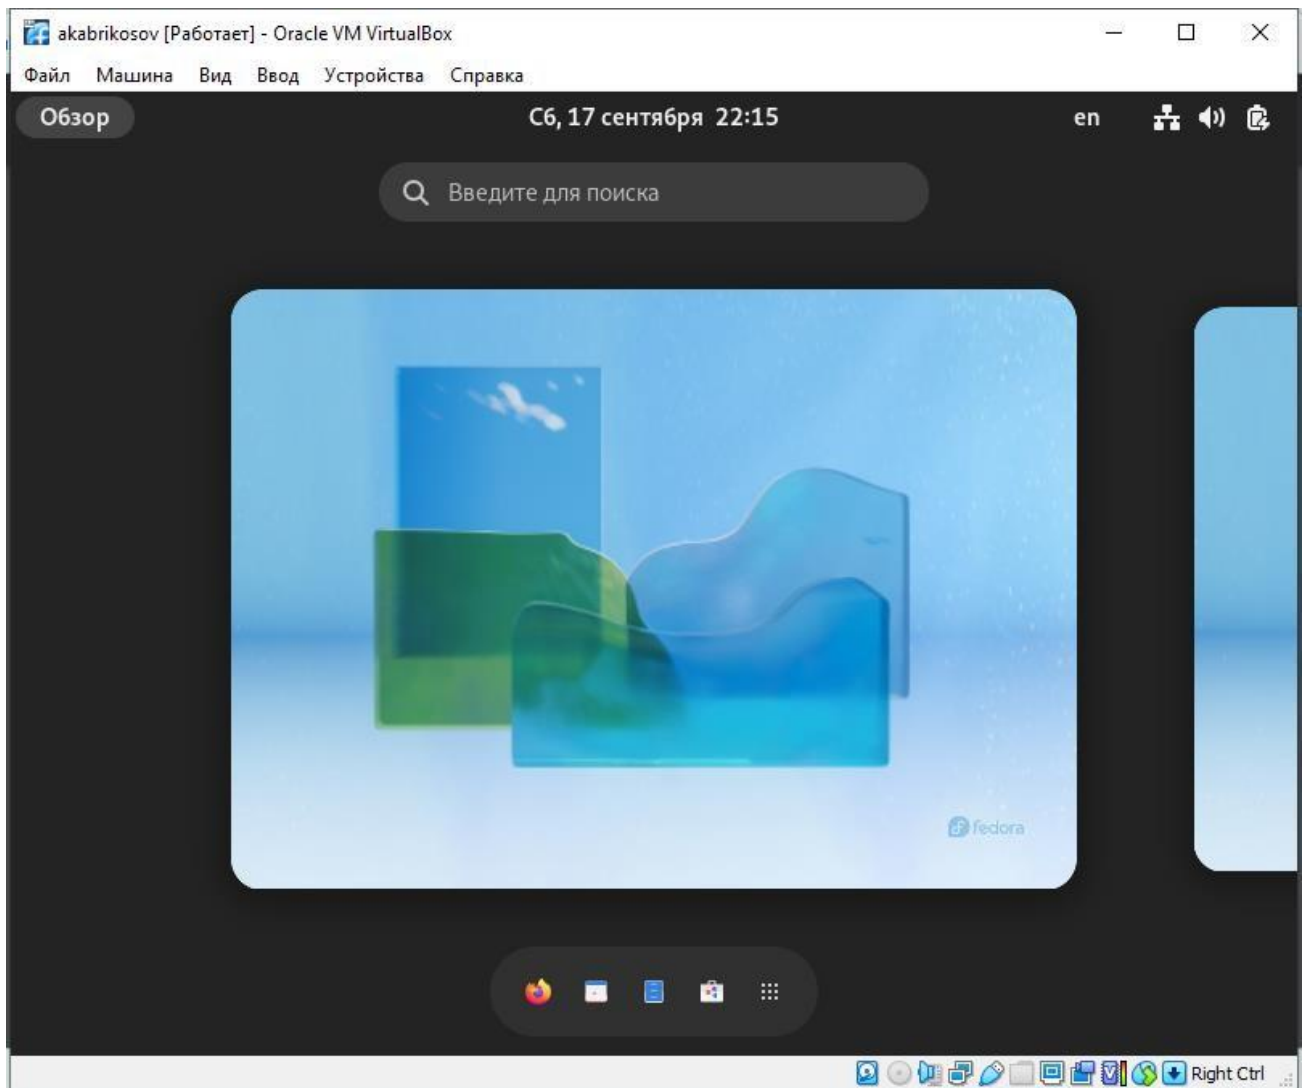 akabrikosov [Работает] - Oracle VM VirtualBox
Файл Машина Вид Ввод Устройства Справка
Обзор Сб, 17 сентября 22:15 en
Введите для поиска
fedora
Right Ctrl